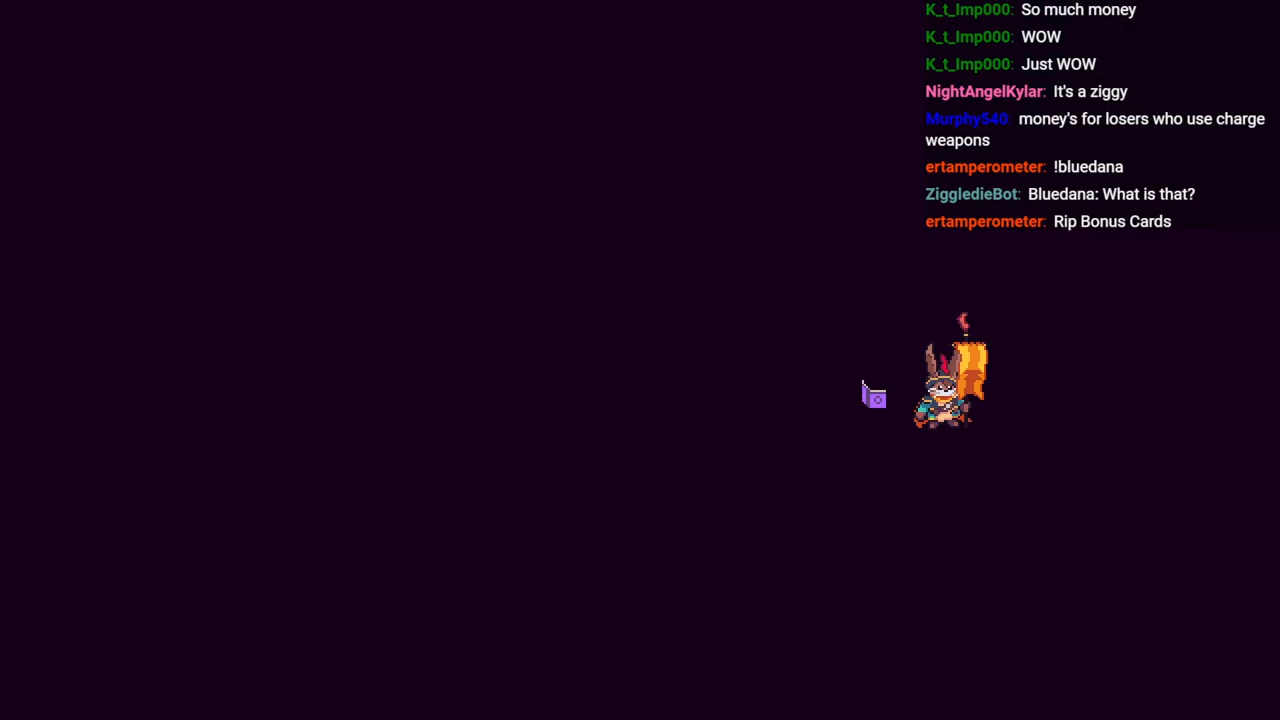 K_t_Imp000: So much money
K_t_Imp000: WOW
K_t_Imp000: Just WOW
NightAngelKylar: It's a ziggy
Murphy540: money's for losers who use charge
weapons
ertamperometer: !bluedana
ZiggledieBot: Bluedana: What is that?
ertamperometer: Rip Bonus Cards